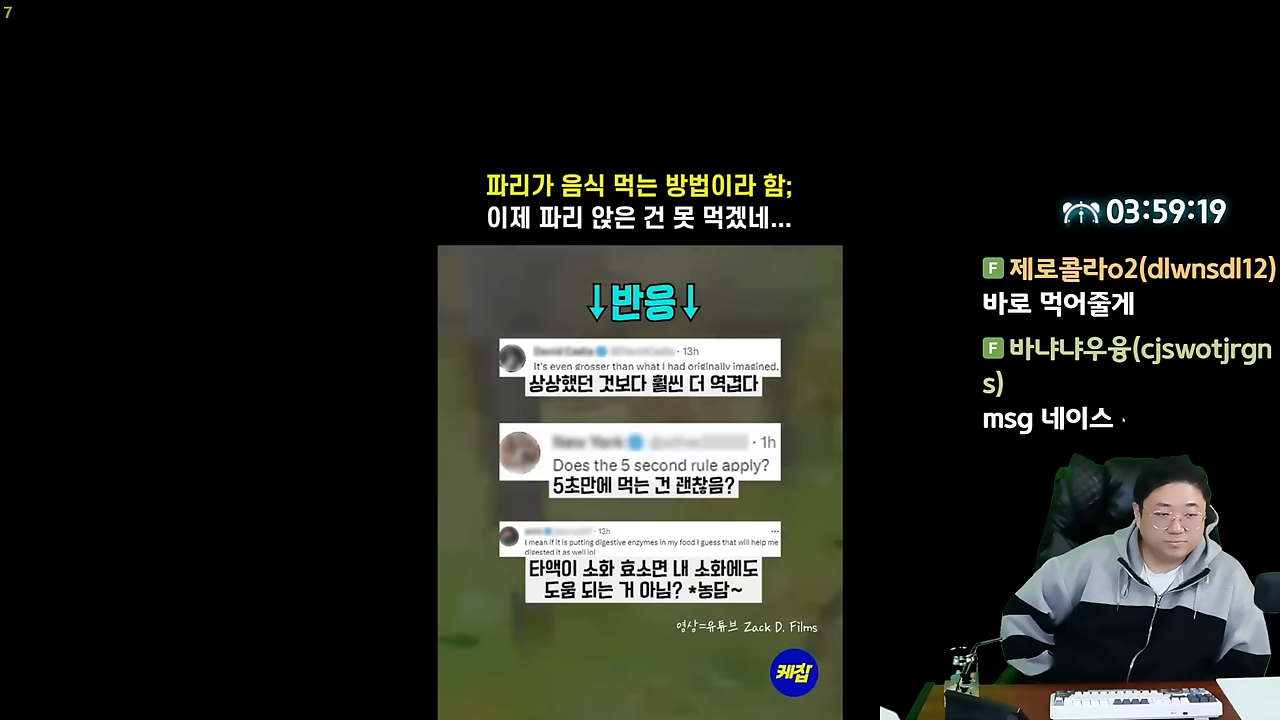 7
파리가 음식 먹는 방법이라 함;
이제 파리 앉은 건 못 먹겠네...
↓반응↓
· 13h
It's even grosser than what I had originally imagined.
상상했던 것보다 훨씬 더 역겹다
New York · 1h
Does the 5 second rule apply?
5초만에 먹는 건 괜찮음?
· 13h ...
I mean if it is putting digestive enzymes in my food I guess that will help me
digested it as well lol
타액이 소화 효소면 내 소화에도
도움 되는 거 아님? *농담~
영상=유튜브 Zack D. Films
케잡
03:59:19
F 제로콜라o2(dlwnsdl12)
바로 먹어줄게
F 바냐냐우융(cjswotjrgn
s)
msg 네이스